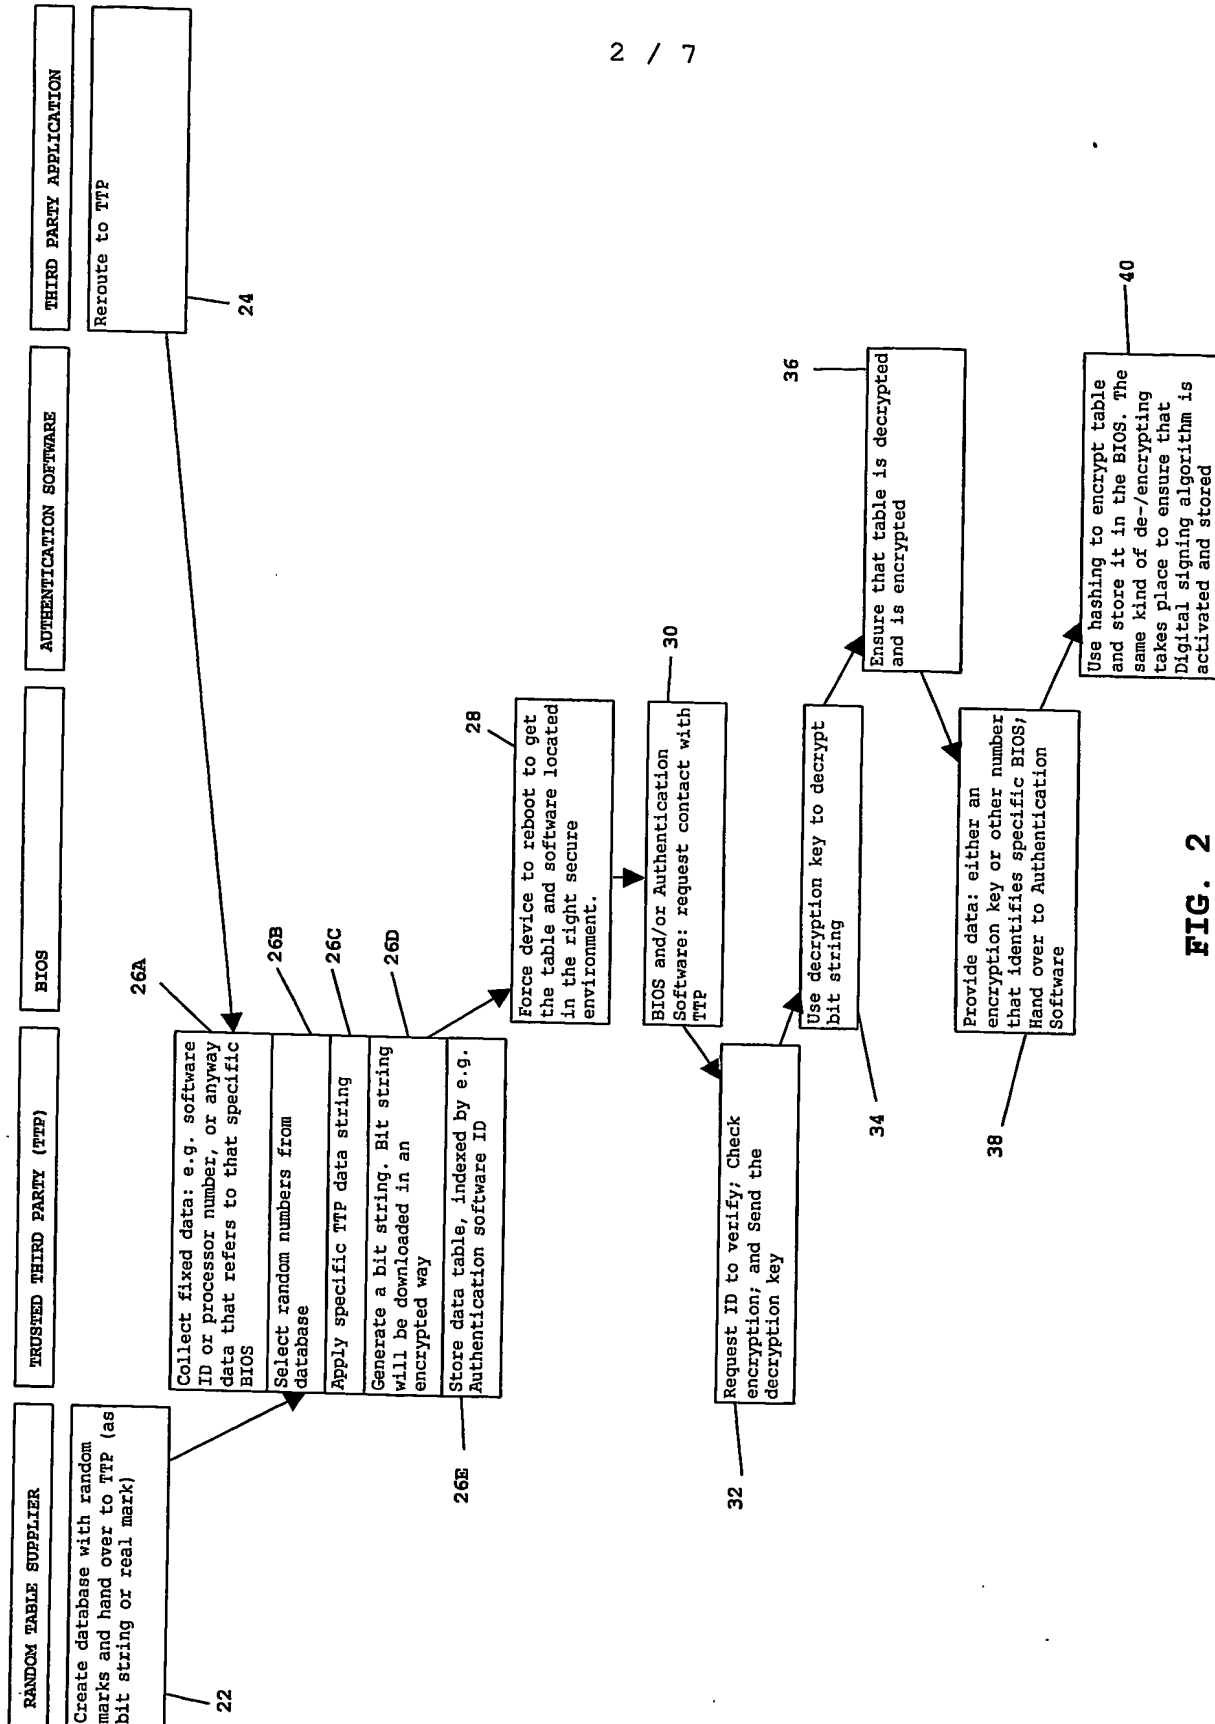 2 / 7
RANDOM TABLE SUPPLIER
TRUSTED THIRD PARTY (TTP)
BIOS
AUTHENTICATION SOFTWARE
THIRD PARTY APPLICATION
Create database with random
marks and hand over to TTP (as
bit string or real mark)
22
Reroute to TTP
24
26A
Collect fixed data: e.g. software
ID or processor number, or anyway
data that refers to that specific
BIOS
26B
Select random numbers from
database
26C
Apply specific TTP data string
26D
Generate a bit string. Bit string
will be downloaded in an
encrypted way
Store data table, indexed by e.g.
Authentication software ID
26E
28
Force device to reboot to get
the table and software located
in the right secure
environment.
30
BIOS and/or Authentication
Software: request contact with
TTP
Request ID to verify; Check
encryption; and Send the
decryption key
32
Use decryption key to decrypt
bit string
34
36
Ensure that table is decrypted
and is encrypted
Provide data: either an
encryption key or other number
that identifies specific BIOS;
Hand over to Authentication
Software
38
Use hashing to encrypt table
and store it in the BIOS. The
same kind of de-/encrypting
takes place to ensure that
Digital signing algorithm is
activated and stored
40
FIG. 2